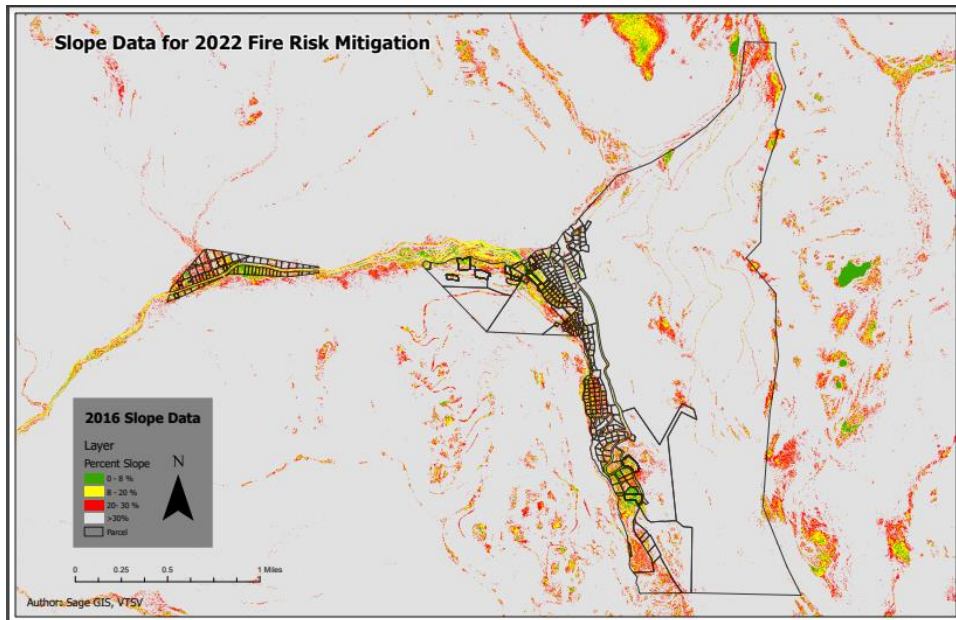 Slope Data for 2022 Fire Risk Mitigation
2016 Slope Data
Layer
Percent Slope
N
0 - 8 %
8 - 20 %
20- 30 %
>30%
Parcel
0 0.25 0.5 1 Miles
Author: Sage GIS, VTSV